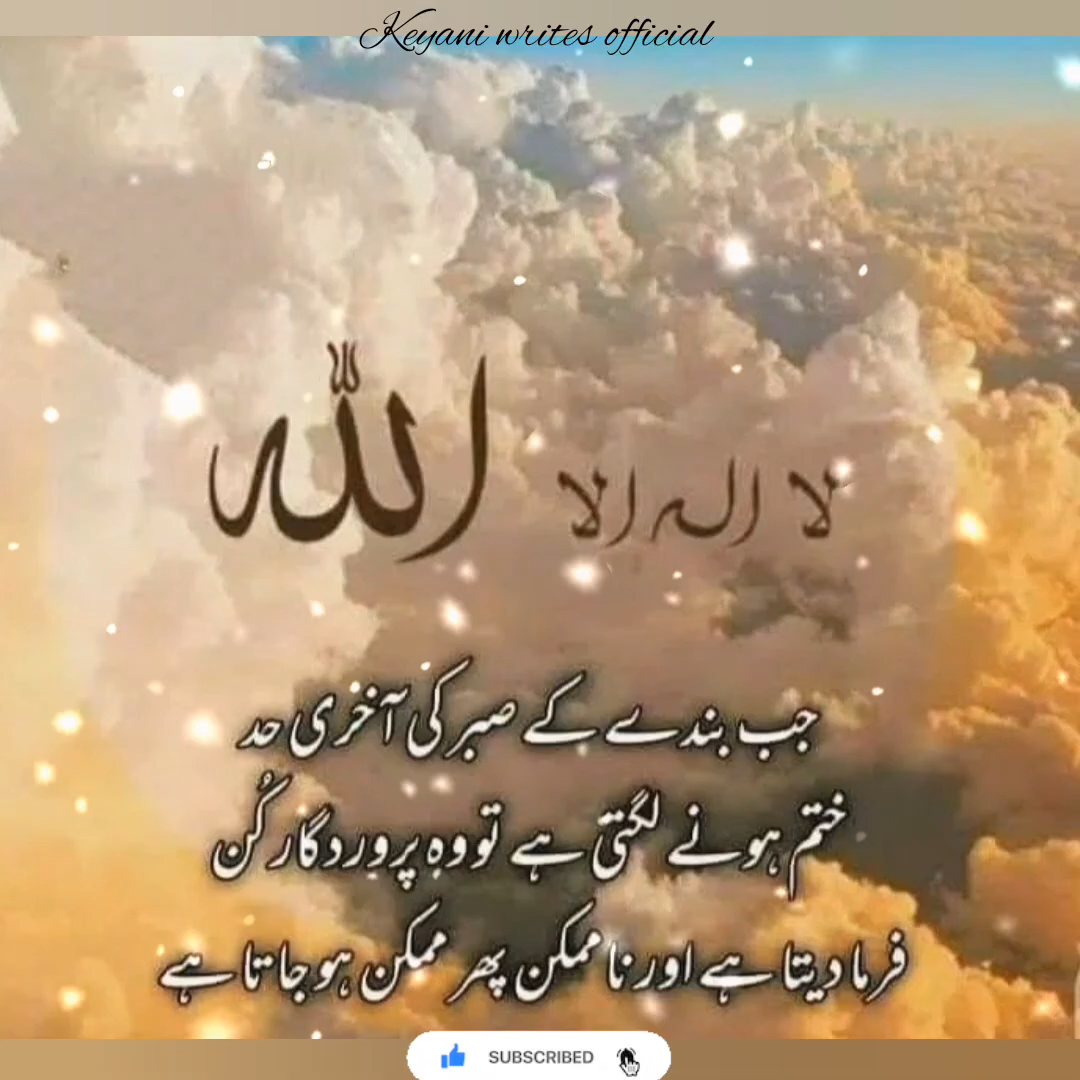 Keyani writes official
لا الہ الا اللہ
جب بندے کے صبر کی آخری حد
ختم ہونے لگتی ہے تو وہ پروردگار کُن
فرما دیتا ہے اور نا ممکن پھر ممکن ہو جاتا ہے
SUBSCRIBED